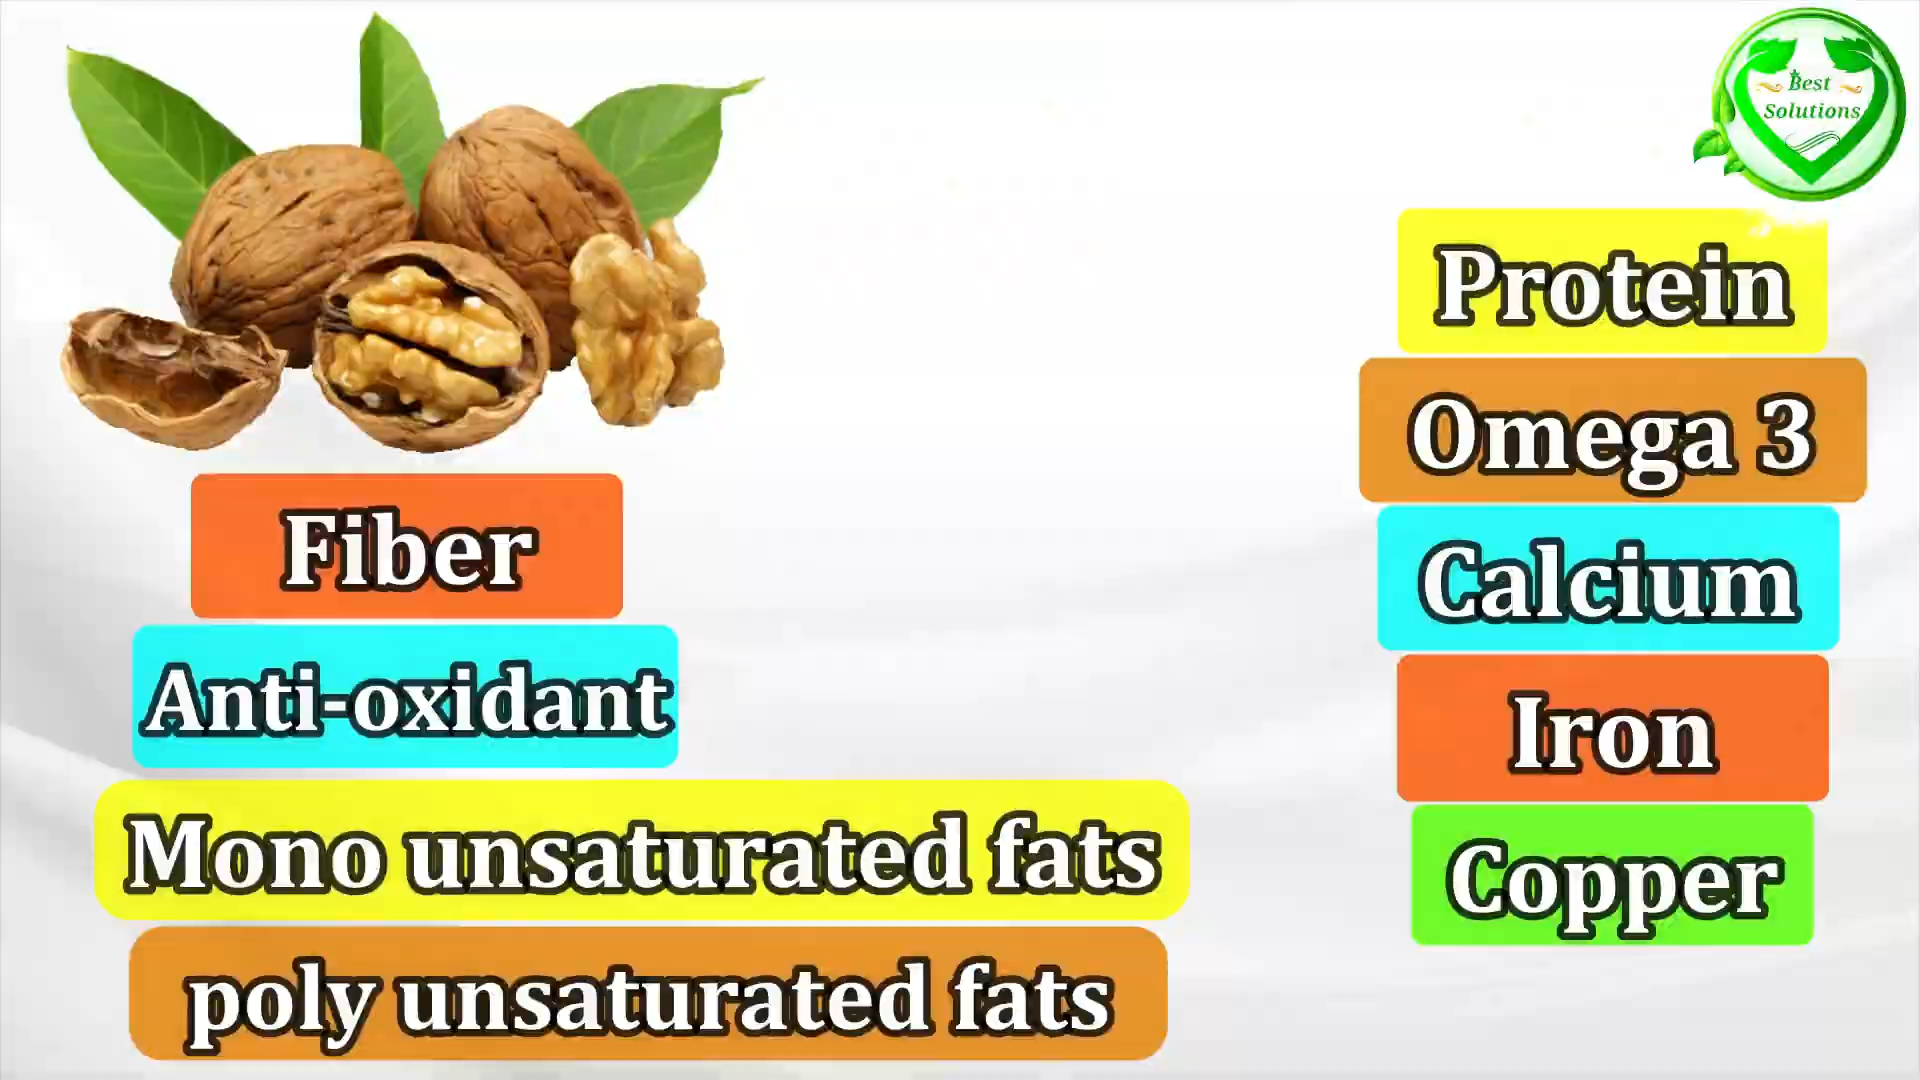 Best
Solutions
Protein
Omega 3
Calcium
Iron
Copper
Fiber
Anti-oxidant
Mono unsaturated fats
poly unsaturated fats